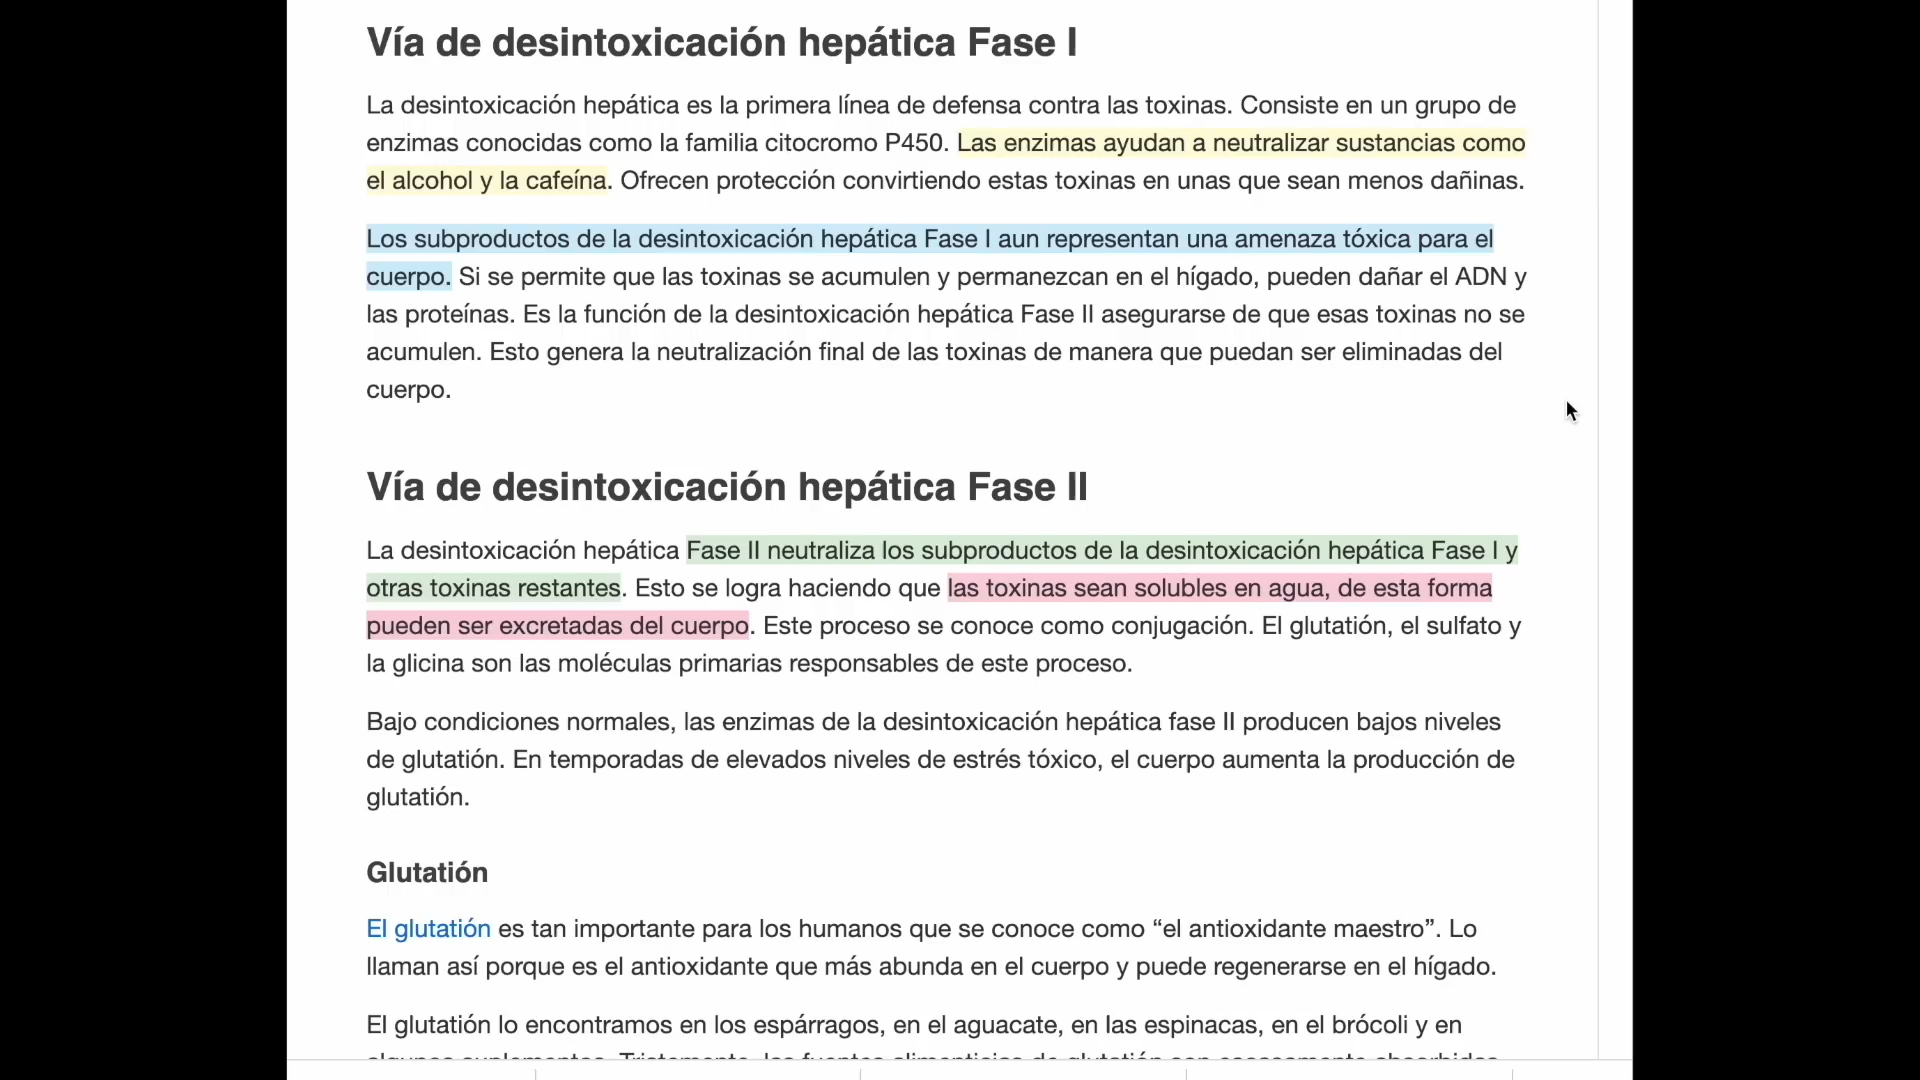 Vía de desintoxicación hepática Fase I
La desintoxicación hepática es la primera línea de defensa contra las toxinas. Consiste en un grupo de
enzimas conocidas como la familia citocromo P450. Las enzimas ayudan a neutralizar sustancias como
el alcohol y la cafeína. Ofrecen protección convirtiendo estas toxinas en unas que sean menos dañinas.
Los subproductos de la desintoxicación hepática Fase I aun representan una amenaza tóxica para el
cuerpo. Si se permite que las toxinas se acumulen y permanezcan en el hígado, pueden dañar el ADN y
las proteínas. Es la función de la desintoxicación hepática Fase II asegurarse de que esas toxinas no se
acumulen. Esto genera la neutralización final de las toxinas de manera que puedan ser eliminadas del
cuerpo.
Vía de desintoxicación hepática Fase II
La desintoxicación hepática Fase II neutraliza los subproductos de la desintoxicación hepática Fase I y
otras toxinas restantes. Esto se logra haciendo que las toxinas sean solubles en agua, de esta forma
pueden ser excretadas del cuerpo. Este proceso se conoce como conjugación. El glutatión, el sulfato y
la glicina son las moléculas primarias responsables de este proceso.
Bajo condiciones normales, las enzimas de la desintoxicación hepática fase II producen bajos niveles
de glutatión. En temporadas de elevados niveles de estrés tóxico, el cuerpo aumenta la producción de
glutatión.
Glutatión
El glutatión es tan importante para los humanos que se conoce como “el antioxidante maestro”. Lo
llaman así porque es el antioxidante que más abunda en el cuerpo y puede regenerarse en el hígado.
El glutatión lo encontramos en los espárragos, en el aguacate, en las espinacas, en el brócoli y en
algunos suplementos. Tristemente, las fuentes alimenticias de glutatión son escasamente absorbidas